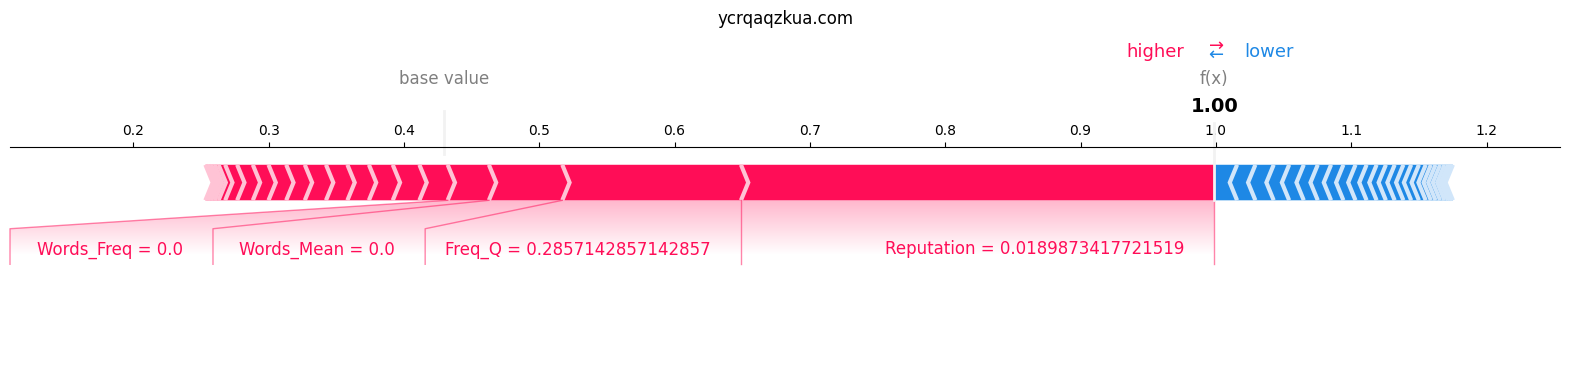 ycrqaqzkua.com
higher ⇄ lower
base value f(x)
1.00
0.2 0.3 0.4 0.5 0.6 0.7 0.8 0.9 1.0 1.1 1.2
Words_Freq = 0.0 Words_Mean = 0.0 Freq_Q = 0.2857142857142857 Reputation = 0.0189873417721519